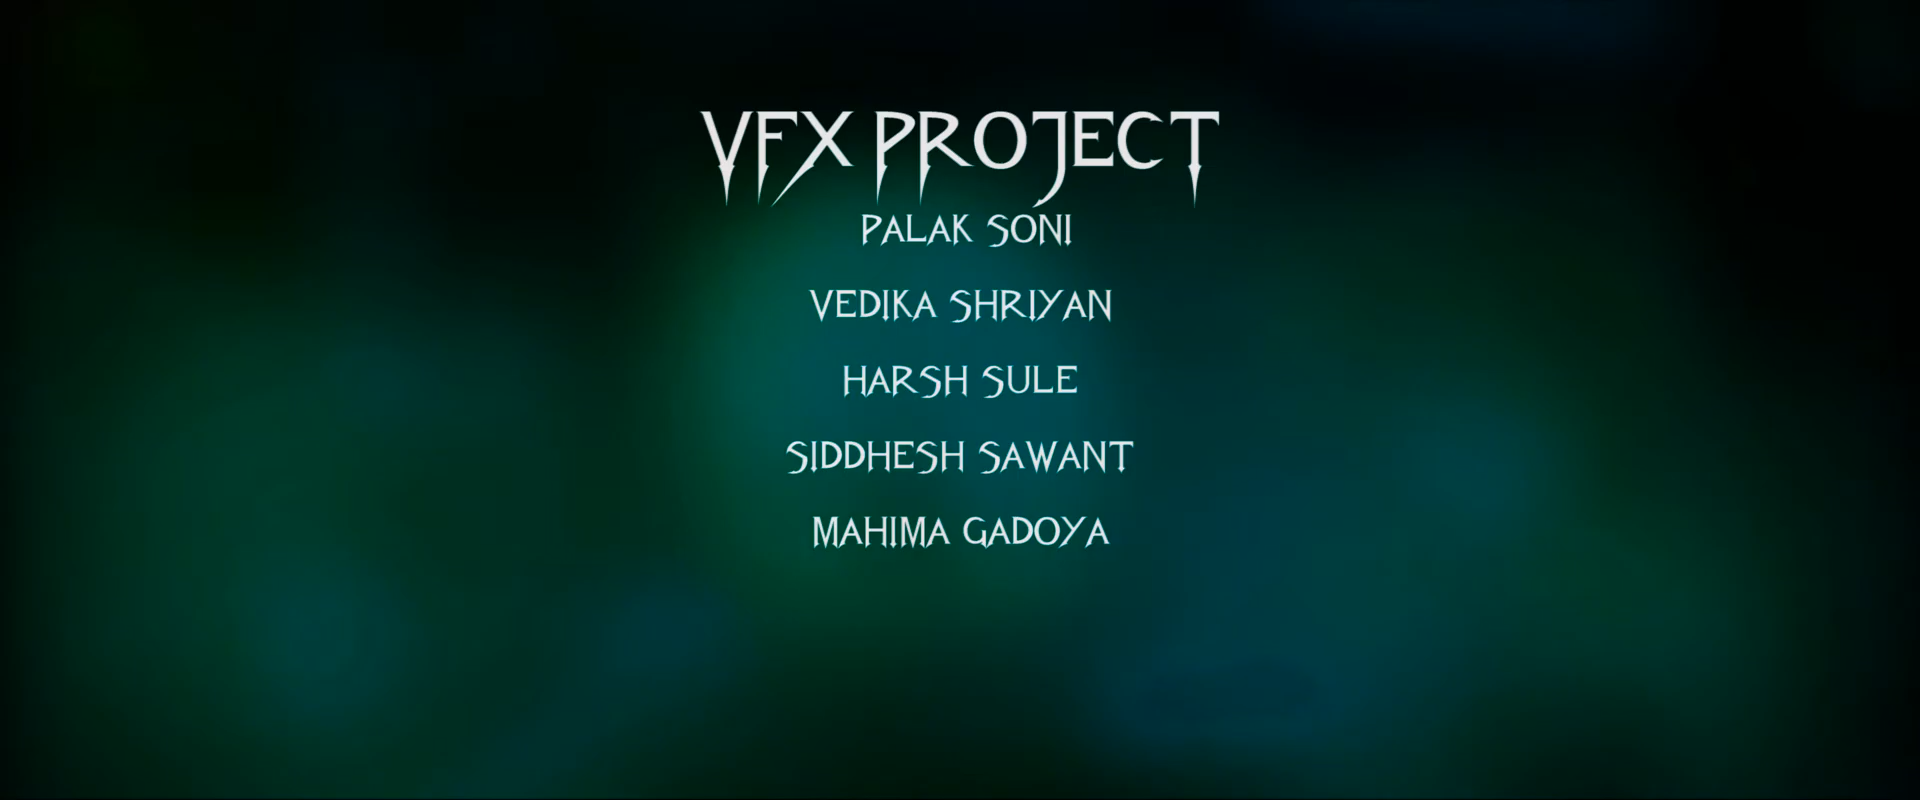 VFX PROJECT
PALAK SONI
VEDIKA SHRIYAN
HARSH SULE
SIDDHESH SAWANT
MAHIMA GADOYA